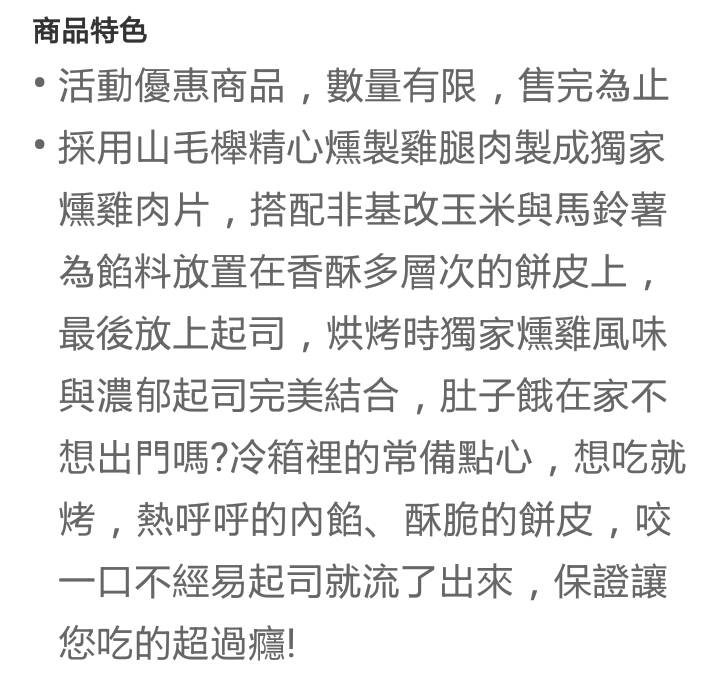 商品特色
• 活動優惠商品，數量有限，售完為止
• 採用山毛櫸精心燻製雞腿肉製成獨家
燻雞肉片，搭配非基改玉米與馬鈴薯
為餡料放置在香酥多層次的餅皮上，
最後放上起司，烘烤時獨家燻雞風味
與濃郁起司完美結合，肚子餓在家不
想出門嗎?冷箱裡的常備點心，想吃就
烤，熱呼呼的內餡、酥脆的餅皮，咬
一口不經易起司就流了出來，保證讓
您吃的超過癮!